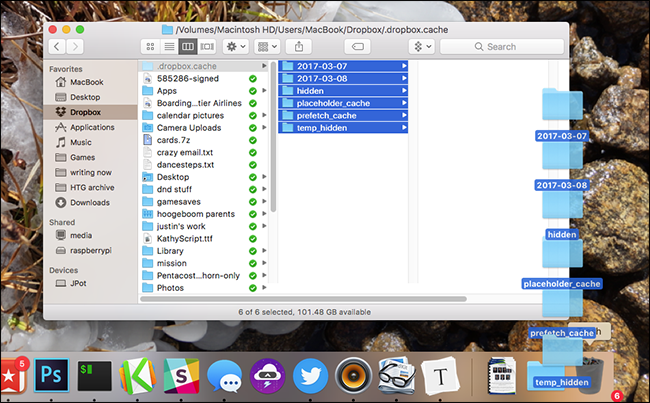 /Volumes/Macintosh HD/Users/MacBook/Dropbox/.dropbox.cache
Search
Favorites
MacBook
Desktop
Dropbox
Applications
Music
Games
writing now
HTG archive
Downloads
Shared
media
raspberrypi
Devices
JPot
.dropbox.cache
585286-signed
Apps
Boarding...tier Airlines
calendar pictures
Camera Uploads
cards.7z
crazy email.txt
dancesteps.txt
Desktop
dnd stuff
gamesaves
hoogeboom parents
justin's work
KathyScript.ttf
Library
mission
Pentacost...horn-only
Photos
2017-03-07
2017-03-08
hidden
placeholder_cache
prefetch_cache
temp_hidden
6 of 6 selected, 101.48 GB available
2017-03-07
2017-03-08
hidden
placeholder_cache
prefetch_cache
temp_hidden
6
5
Ps
$
K
S
T